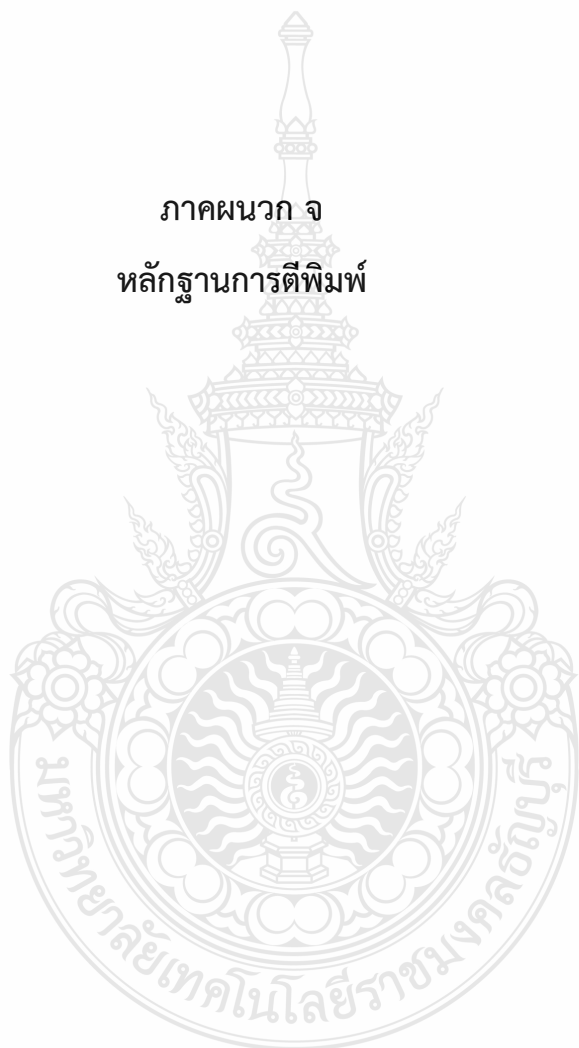 ภาคผนวก จ
หลักฐานการตีพิมพ์
มหาวิทยาลัยเทคโนโลยีราชมงคลธัญบุรี